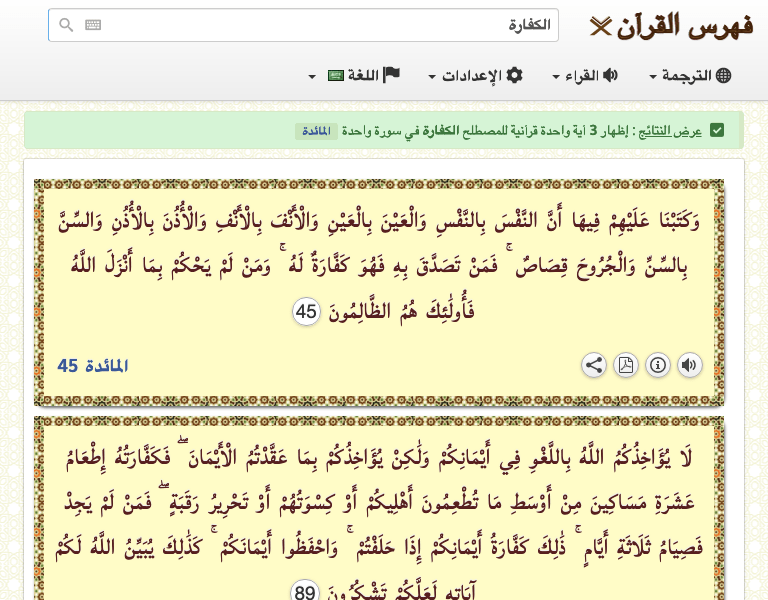 فهرس القرآن
الكفارة
الترجمة القراء الإعدادات اللغة
عرض النتائج : إظهار 3 آية واحدة قرآنية للمصطلح الكفارة في سورة واحدة المائدة
وَكَتَبْنَا عَلَيْهِمْ فِيهَا أَنَّ النَّفْسَ بِالنَّفْسِ وَالْعَيْنَ بِالْعَيْنِ وَالْأَنْفَ بِالْأَنْفِ وَالْأُذُنَ بِالْأُذُنِ وَالسِّنَّ
بِالسِّنِّ وَالْجُرُوحَ قِصَاصٌ ۚ فَمَنْ تَصَدَّقَ بِهِ فَهُوَ كَفَّارَةٌ لَهُ ۚ وَمَنْ لَمْ يَحْكُمْ بِمَا أَنْزَلَ اللَّهُ
فَأُولَٰئِكَ هُمُ الظَّالِمُونَ 45
المائدة 45
لَا يُؤَاخِذُكُمُ اللَّهُ بِاللَّغْوِ فِي أَيْمَانِكُمْ وَلَٰكِنْ يُؤَاخِذُكُمْ بِمَا عَقَّدْتُمُ الْأَيْمَانَ ۖ فَكَفَّارَتُهُ إِطْعَامُ
عَشَرَةِ مَسَاكِينَ مِنْ أَوْسَطِ مَا تُطْعِمُونَ أَهْلِيكُمْ أَوْ كِسْوَتُهُمْ أَوْ تَحْرِيرُ رَقَبَةٍ ۖ فَمَنْ لَمْ يَجِدْ
فَصِيَامُ ثَلَاثَةِ أَيَّامٍ ۚ ذَٰلِكَ كَفَّارَةُ أَيْمَانِكُمْ إِذَا حَلَفْتُمْ ۚ وَاحْفَظُوا أَيْمَانَكُمْ ۚ كَذَٰلِكَ يُبَيِّنُ اللَّهُ لَكُمْ
آيَاتِهِ لَعَلَّكُمْ تَشْكُرُونَ 89